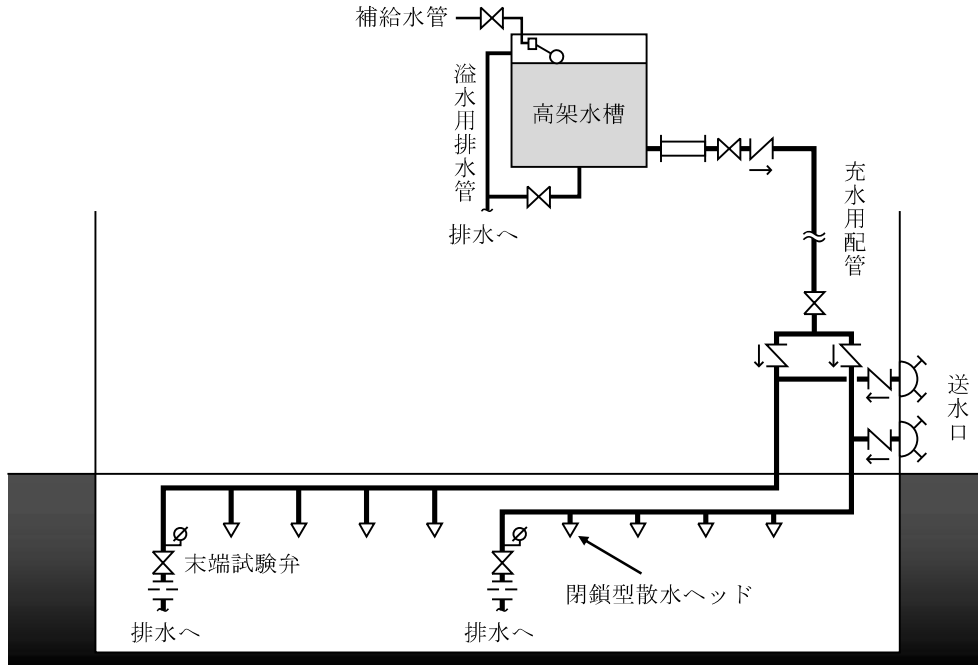 補給水管
溢水用排水管
高架水槽
排水へ
充水用配管
送水口
末端試験弁
閉鎖型散水ヘッド
排水へ
排水へ